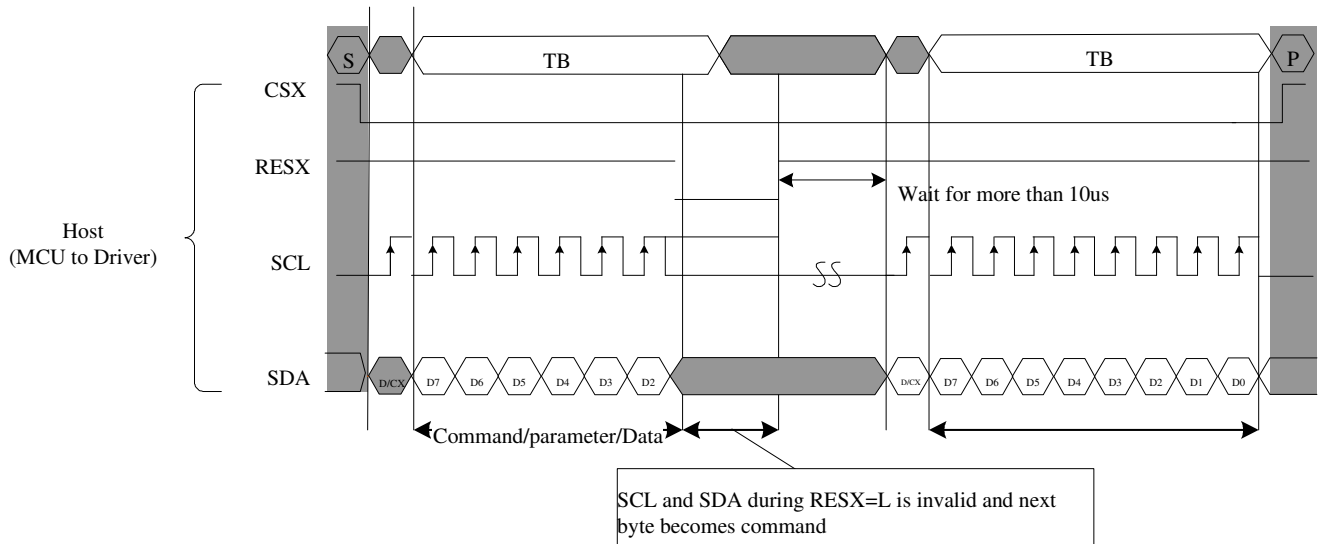 S TB TB P
CSX
RESX
Wait for more than 10us
Host
(MCU to Driver)
SCL
SDA
D/CX D7 D6 D5 D4 D3 D2 D/CX D7 D6 D5 D4 D3 D2 D1 D0
Command/parameter/Data
SCL and SDA during RESX=L is invalid and next
byte becomes command